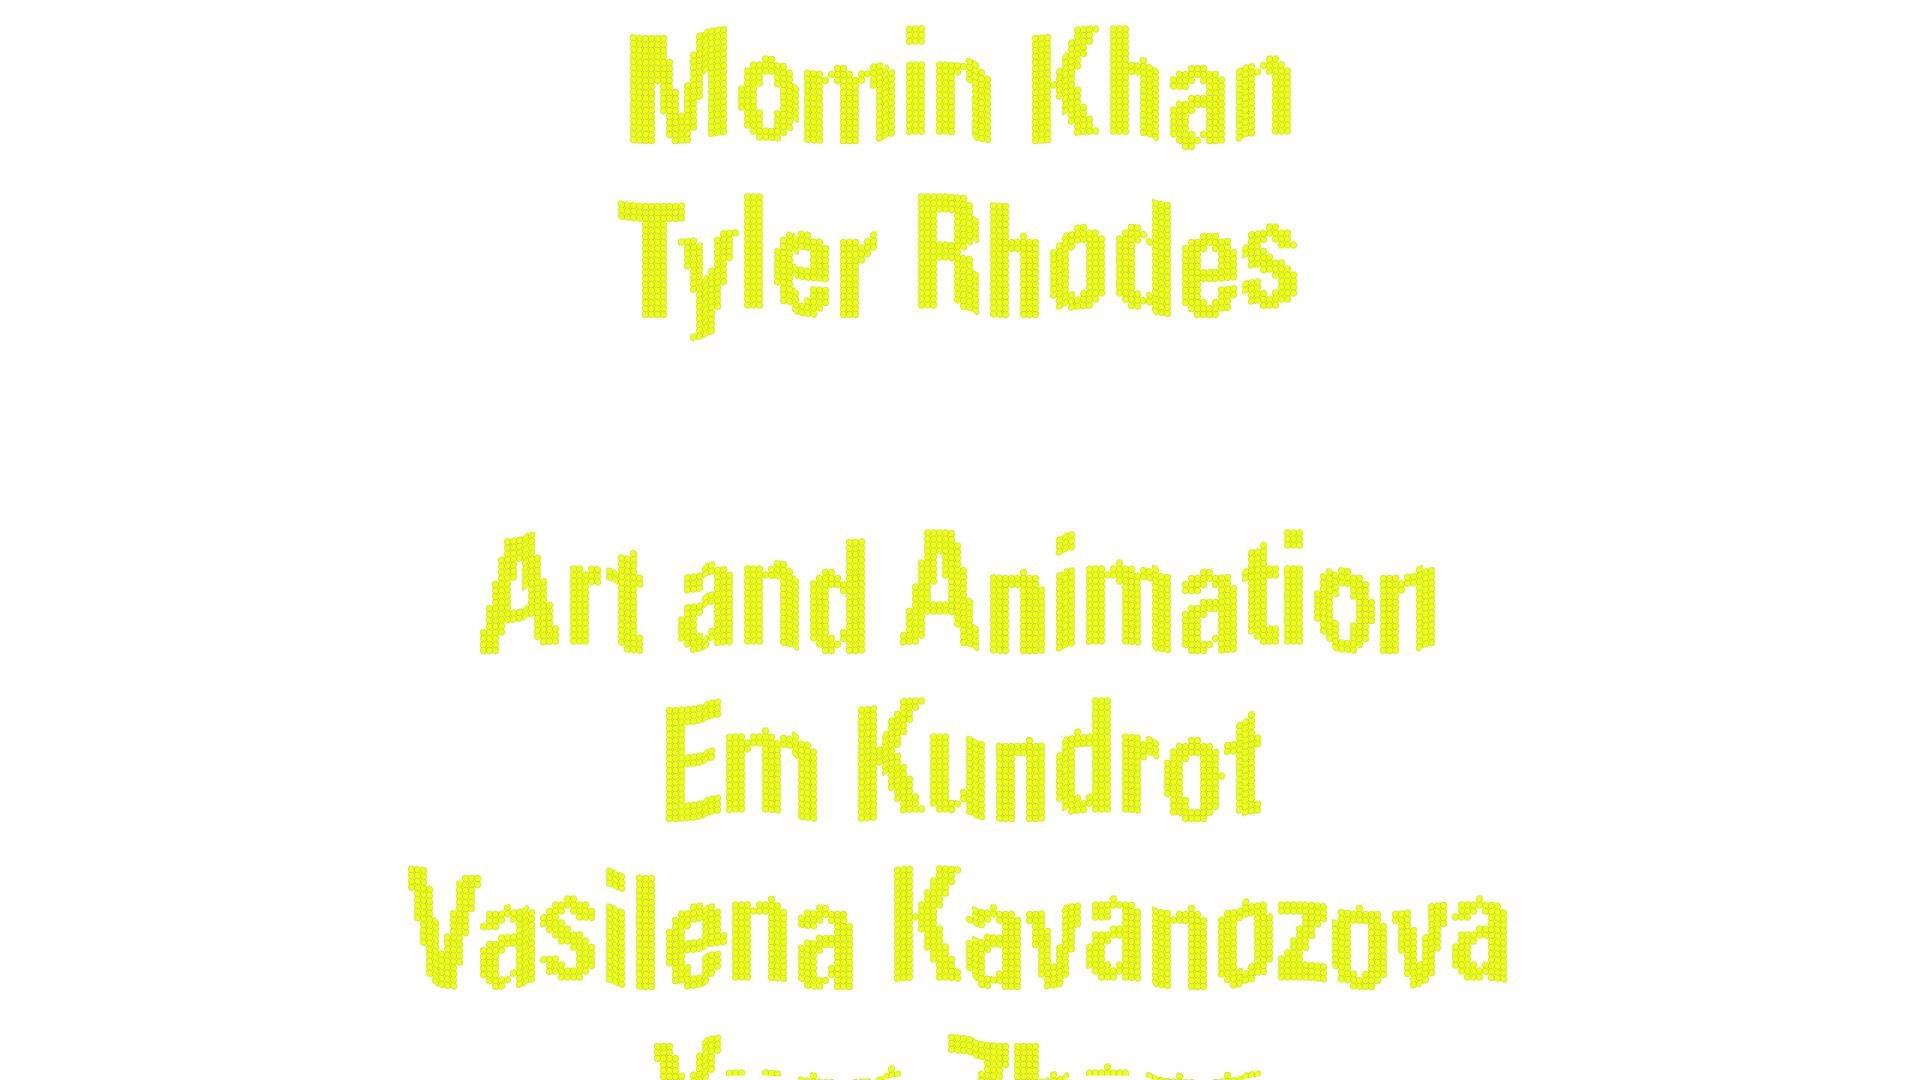 Momin Khan
Tyler Rhodes
Art and Animation
Em Kundrot
Vasilena Kavanozova